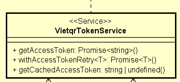 <<Service>>
VietqrTokenService
+ getAccessToken: Promise<string>()
+ withAccessTokenRetry<T>: Promise<T>()
+ getCachedAccessToken: string | undefined()